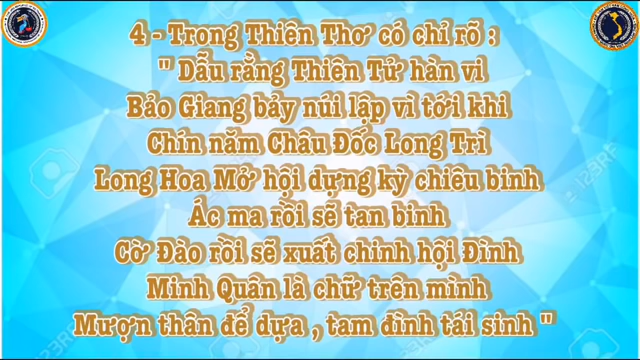 4 - Trong Thiên Thơ có chỉ rõ :
" Dẫu rằng Thiên Tử hàn vi
Bảo Giang bảy núi lập vì tới khi
Chín năm Châu Đốc Long Trì
Long Hoa Mở hội dựng kỳ chiêu binh
Ác ma rồi sẽ tan binh
Cờ Đào rồi sẽ xuất chinh hội Đình
Minh Quân là chữ trên mình
Mượn thân để dựa , tam đình tái sinh "